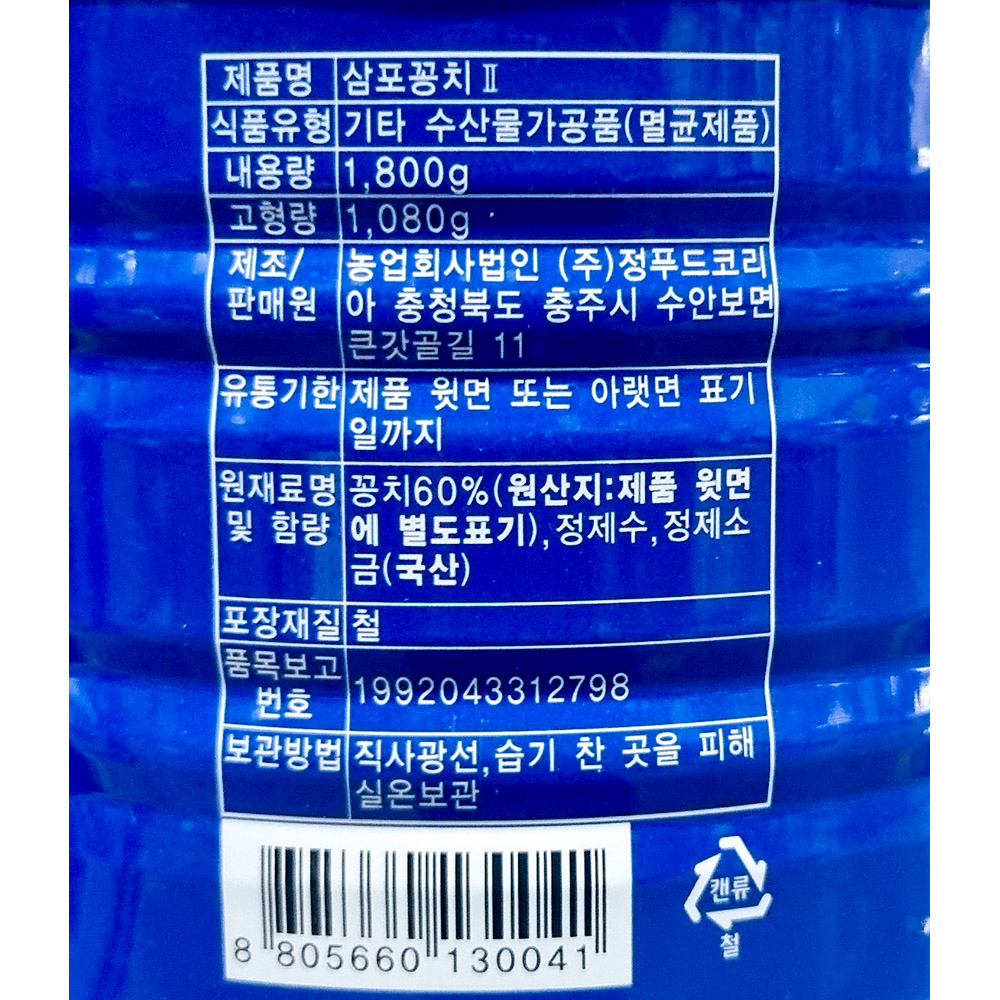 제품명 삼포꽁치Ⅱ
식품유형 기타 수산물가공품(멸균제품)
내용량 1,800g
고형량 1,080g
제조/ 농업회사법인 (주)정푸드코리
판매원 아 충청북도 충주시 수안보면
큰갓골길 11
유통기한 제품 윗면 또는 아랫면 표기
일까지
원재료명 꽁치60%(원산지:제품 윗면
및 함량 에 별도표기), 정제수, 정제소
금(국산)
포장재질 철
품목보고
번호 1992043312798
보관방법 직사광선,습기 찬 곳을 피해
실온보관
캔류
철
8 805660 130041